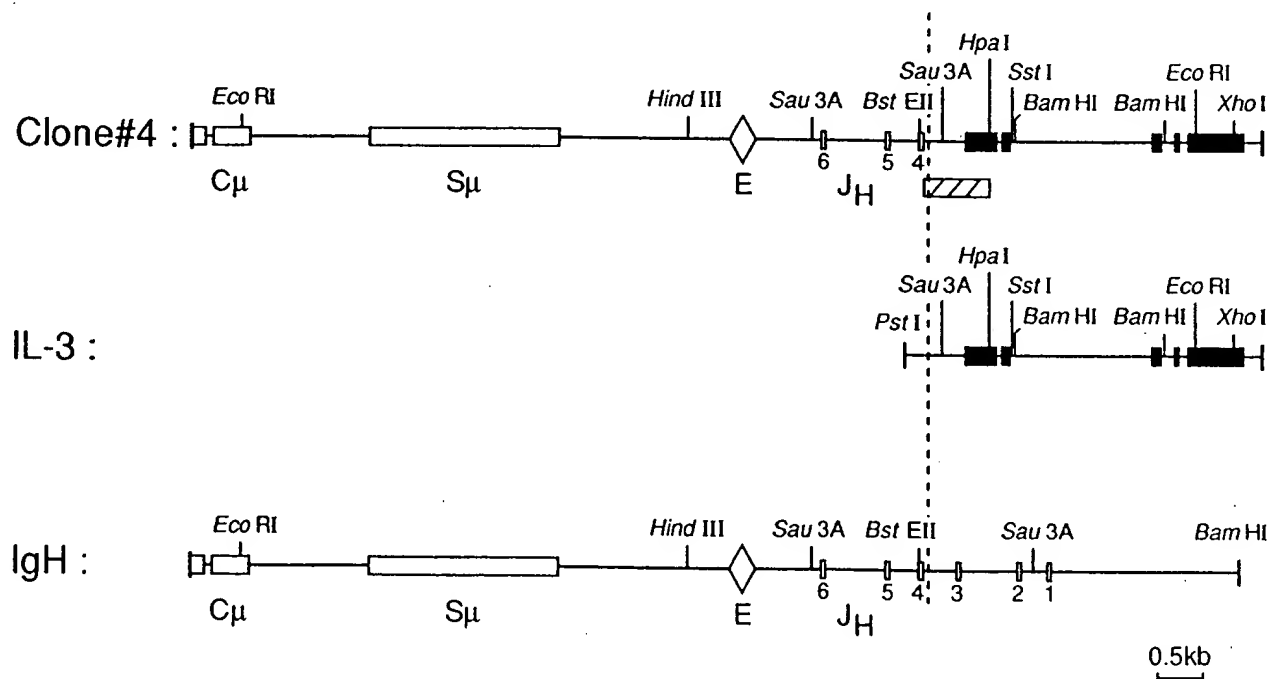 Clone#4 :
Eco RI
Hind III
Sau 3A
Bst EII
Sau 3A
Hpa I
Sst I
Bam HI
Bam HI
Eco RI
Xho I
6
5
4
Cμ
Sμ
E
JH
IL-3 :
Pst I
Sau 3A
Hpa I
Sst I
Bam HI
Bam HI
Eco RI
Xho I
IgH :
Eco RI
Hind III
Sau 3A
Bst EII
Sau 3A
Bam HI
6
5
4
3
2
1
Cμ
Sμ
E
JH
0.5kb